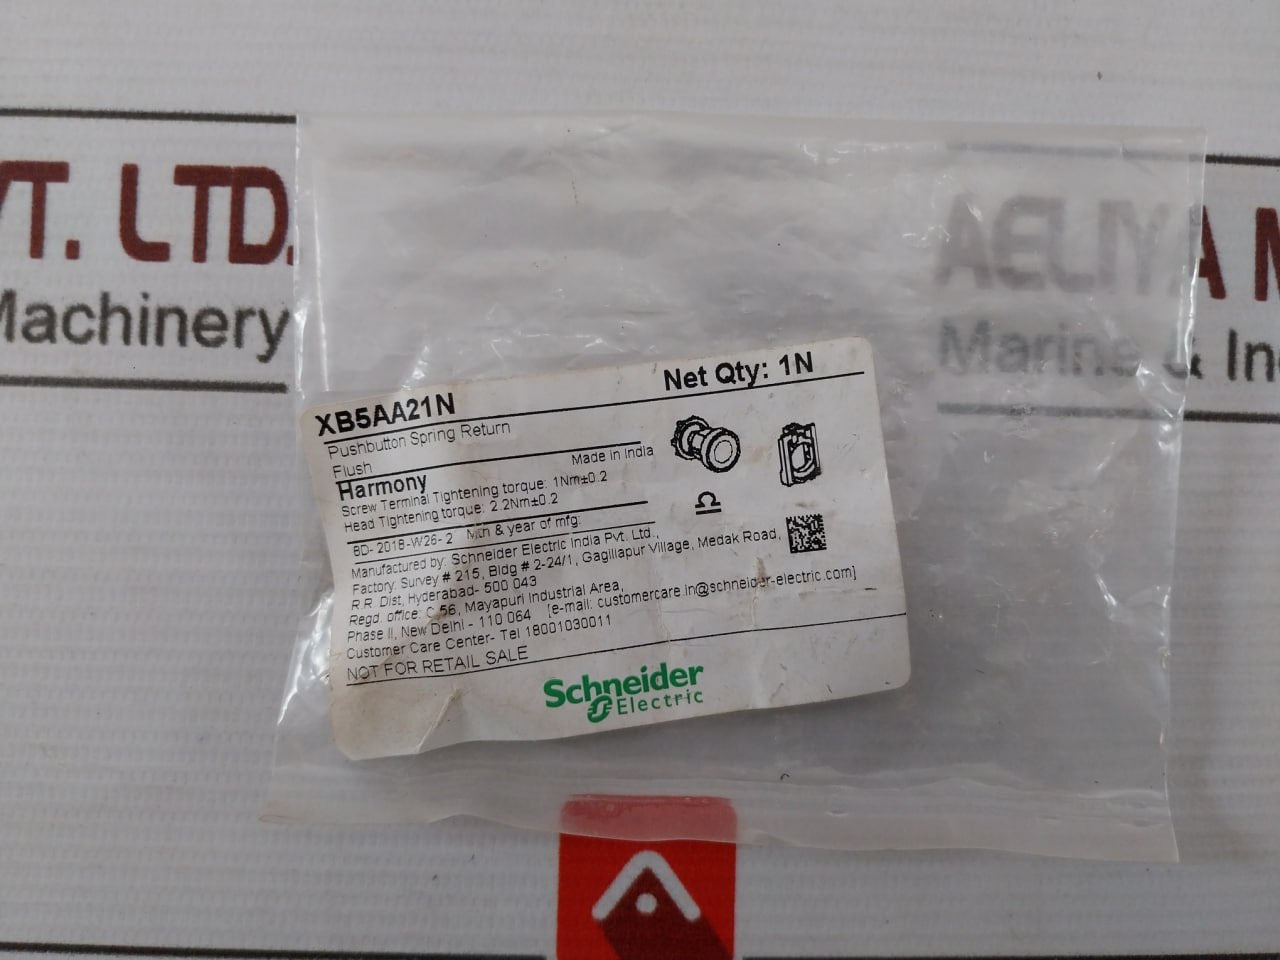 VT. LTD.
Machinery
AELIYA M
Marine & In
Net Qty: 1N
XB5AA21N
Pushbutton Spring Return
Flush
Made in India
Harmony
Screw Terminal Tightening torque: 1Nm±0.2
Head Tightening torque: 2.2Nm±0.2
BD-2018-W26-2 Mth & year of mfg:
Manufactured by: Schneider Electric India Pvt. Ltd.,
Factory: Survey # 215, Bldg # 2-24/1, Gagillapur Village, Medak Road,
R.R. Dist, Hyderabad- 500 043
Regd. office: C 56, Mayapuri Industrial Area,
Phase II, New Delhi - 110 064 [e-mail: customercare.in@schneider-electric.com]
Customer Care Center- Tel 18001030011
NOT FOR RETAIL SALE
Schneider
Electric